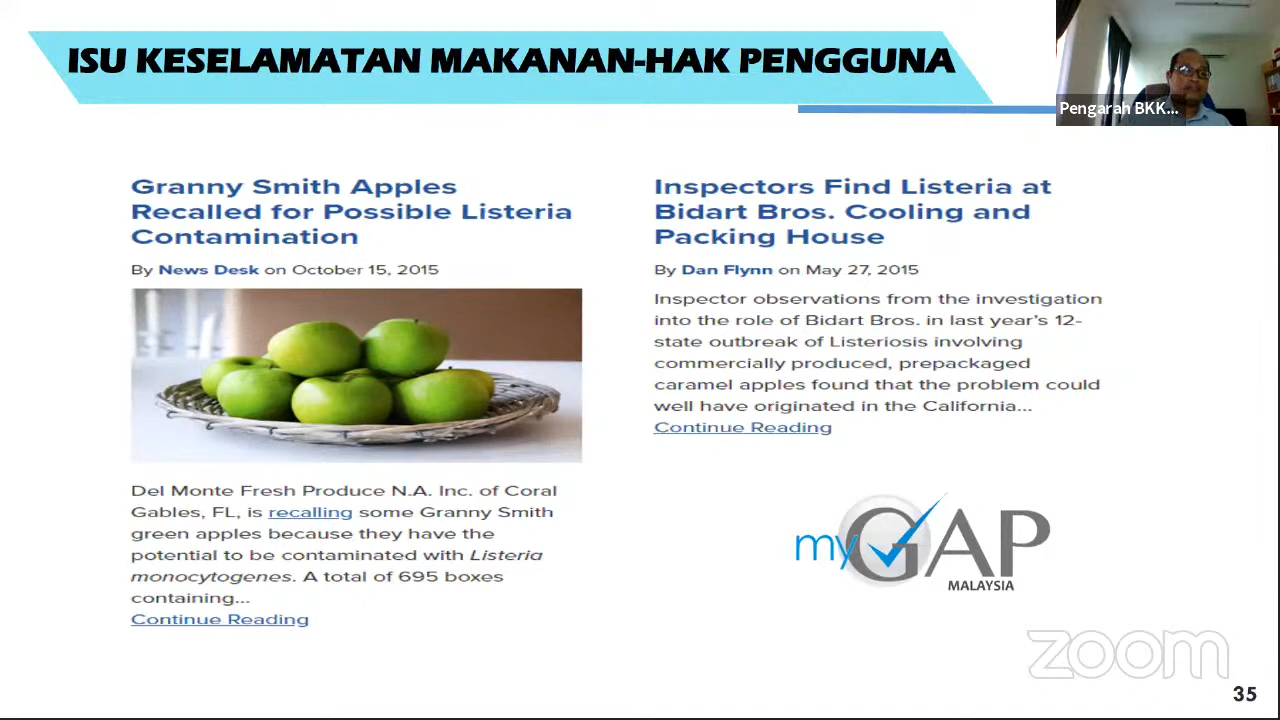 ISU KESELAMATAN MAKANAN-HAK PENGGUNA
Pengarah BKK...
Granny Smith Apples
Recalled for Possible Listeria
Contamination
By News Desk on October 15, 2015
Del Monte Fresh Produce N.A. Inc. of Coral
Gables, FL, is recalling some Granny Smith
green apples because they have the
potential to be contaminated with Listeria
monocytogenes. A total of 695 boxes
containing...
Continue Reading
Inspectors Find Listeria at
Bidart Bros. Cooling and
Packing House
By Dan Flynn on May 27, 2015
Inspector observations from the investigation
into the role of Bidart Bros. in last year's 12-
state outbreak of Listeriosis involving
commercially produced, prepackaged
caramel apples found that the problem could
well have originated in the California...
Continue Reading
myGAP
MALAYSIA
zoom
35